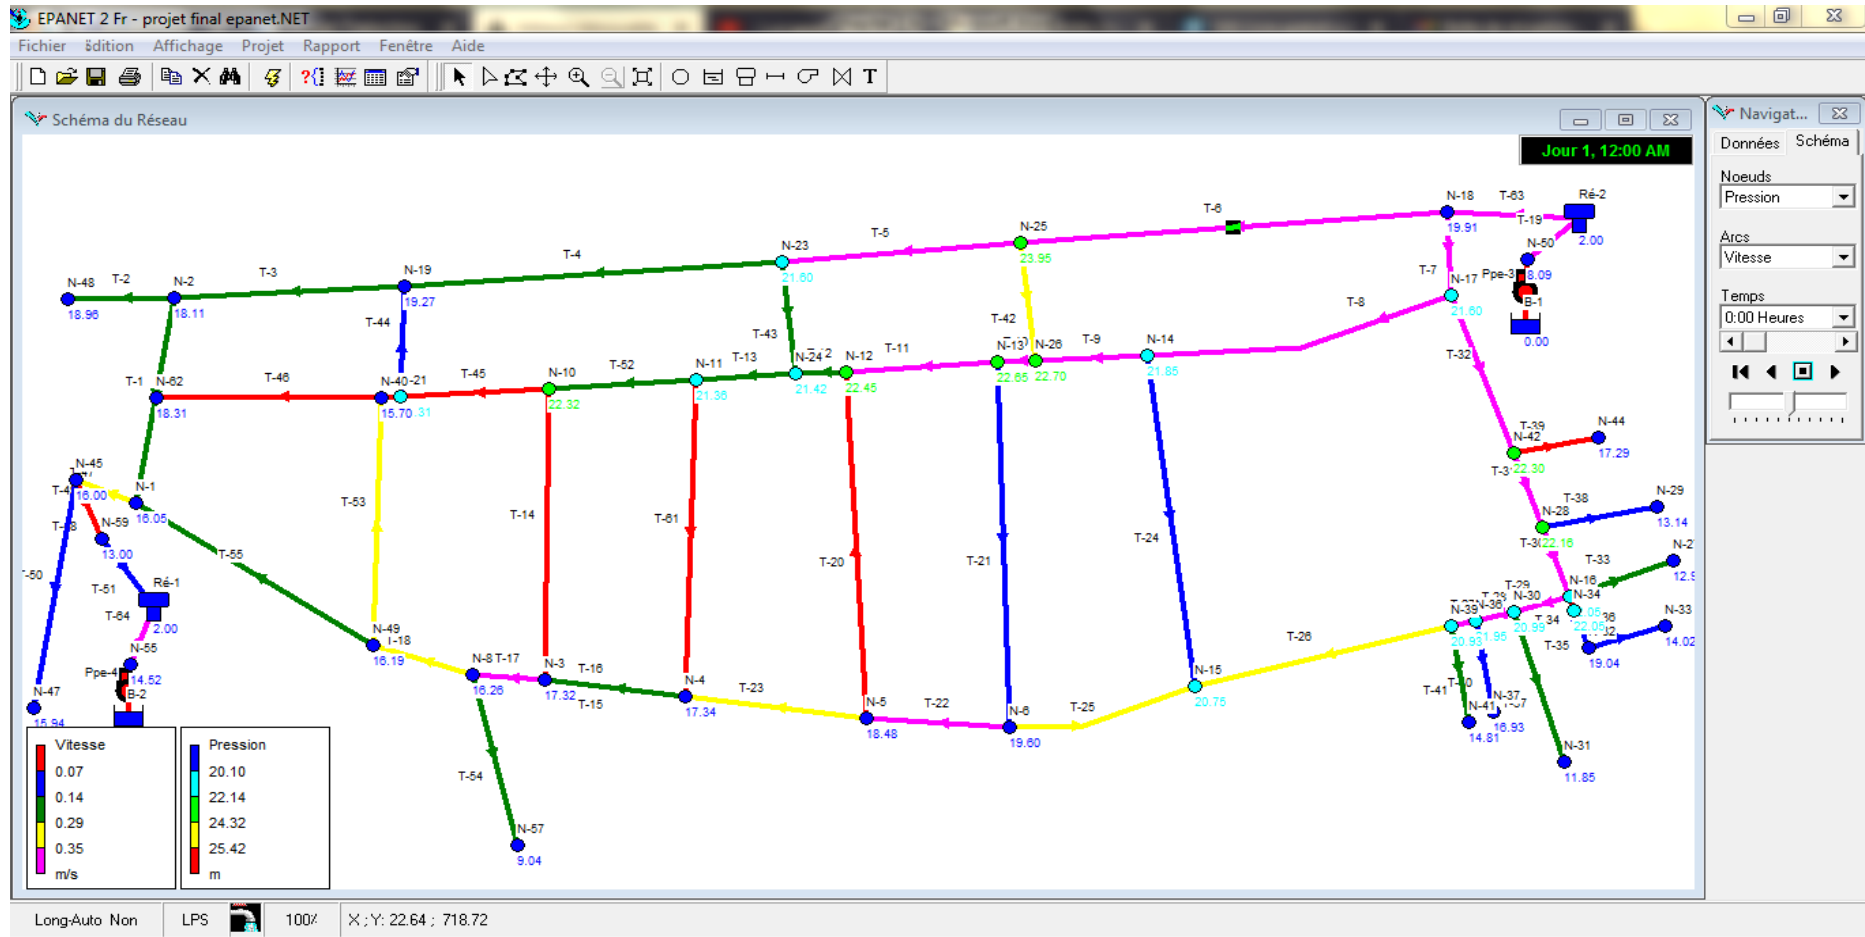 EPANET 2 Fr - projet final epanet.NET
Fichier Édition Affichage Projet Rapport Fenêtre Aide
T
Schéma du Réseau
Navigat...
Jour 1, 12:00 AM
Données Schéma
Noeuds
Pression
Arcs
Vitesse
Temps
0:00 Heures
N-18 T-63 Ré-2
T-6
19.91 T-19
2.00
N-25
T-5
23.95
N-23
21.60
T-4
N-50
18.09
Ppe-3
B-1
0.00
N-48 T-2 N-2 T-3 N-19
18.96 18.11 19.27
T-7 N-17
21.60
T-8
T-44 T-43 T-42
T-32
T-1 N-62 T-46 N-40 -21 T-45 N-10 T-52 N-11 T-13 N-24 N-12 T-11 N-13 N-26 T-9 N-14
18.31 15.70 22.32 21.36 21.42 22.45 22.65 22.70 21.85
T-39 N-44
N-42
22.30 17.29
N-45
16.00
N-1
16.05
T-53 T-14 T-61 T-20 T-21 T-24
T-38 N-29
N-28
22.16 13.14
N-59
13.00
T-55
T-50
T-51 Ré-1
T-64 2.00
T-33
N-16
N-34
22.05
N-33
14.02
T-35 19.04
T-29
N-30
20.99
T-34
N-39 N-36
20.93 21.95
T-26
N-49
T-18
16.19
N-55
14.52
Ppe-4
B-2
N-47
15.94
N-8 T-17 N-3 T-16 N-4
16.26 17.32 T-15 17.34
T-23 N-5 T-22 N-6 T-25 N-15
18.48 19.60 20.75
T-41 N-41 N-37
14.81 16.93
N-31
11.85
T-54
N-57
9.04
Vitesse
0.07
0.14
0.29
0.35
m/s
Pression
20.10
22.14
24.32
25.42
m
Long-Auto Non LPS 100% X ; Y: 22.64 ; 718.72